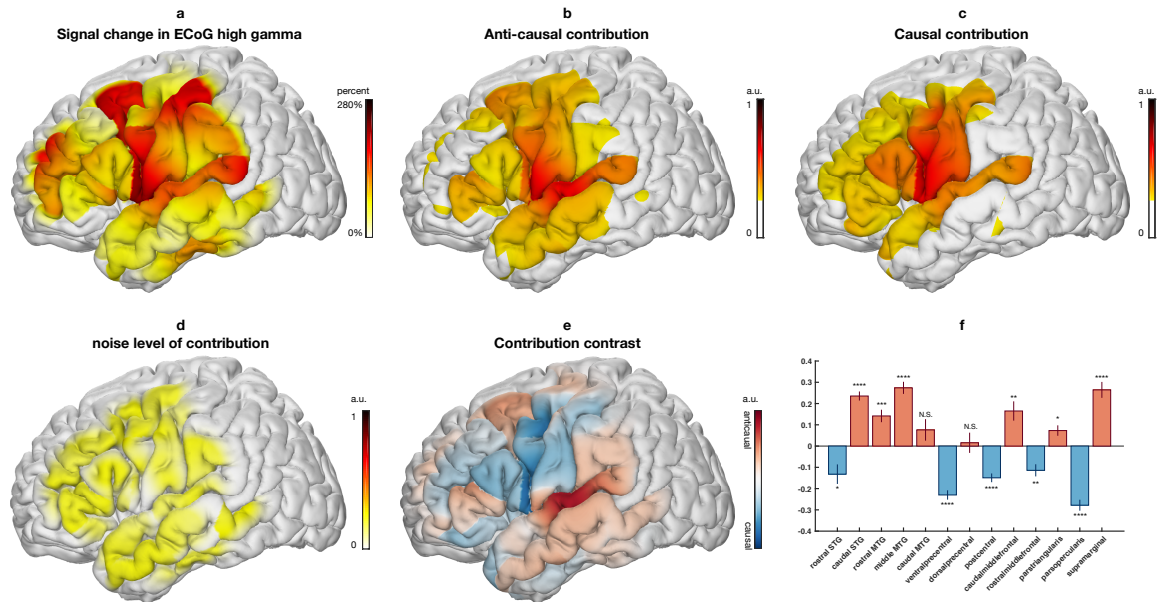 a
Signal change in ECoG high gamma
percent
280%
0%
b
Anti-causal contribution
a.u.
1
0
c
Causal contribution
a.u.
1
0
d
noise level of contribution
a.u.
1
0
e
Contribution contrast
a.u.
anticaual
causal
f
0.4
0.3
0.2
0.1
0
-0.1
-0.2
-0.3
-0.4
*
****
***
****
N.S.
****
N.S.
****
**
**
*
****
****
rostral STG
caudal STG
rostral MTG
middle MTG
caudal MTG
ventralprecentral
dorsalprecentral
postcentral
caudalmiddlefrontal
rostralmiddlefrontal
parstriangularis
parsopercularis
supramarginal